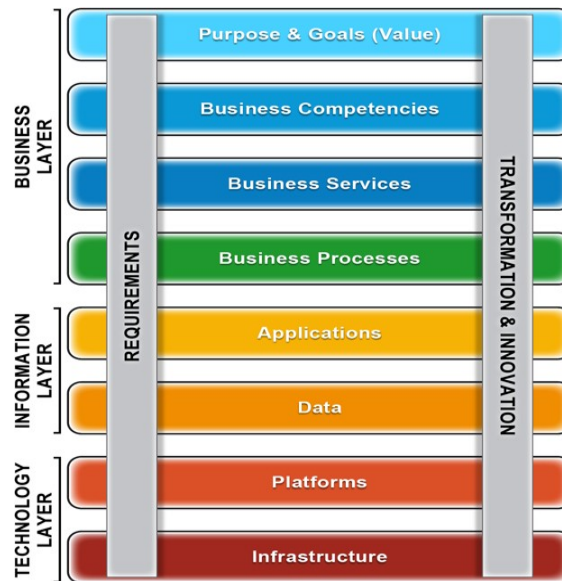 Purpose & Goals (Value)
Business Competencies
Business Services
Business Processes
Applications
Data
Platforms
Infrastructure
BUSINESS
LAYER
INFORMATION
LAYER
TECHNOLOGY
LAYER
REQUIREMENTS
TRANSFORMATION & INNOVATION